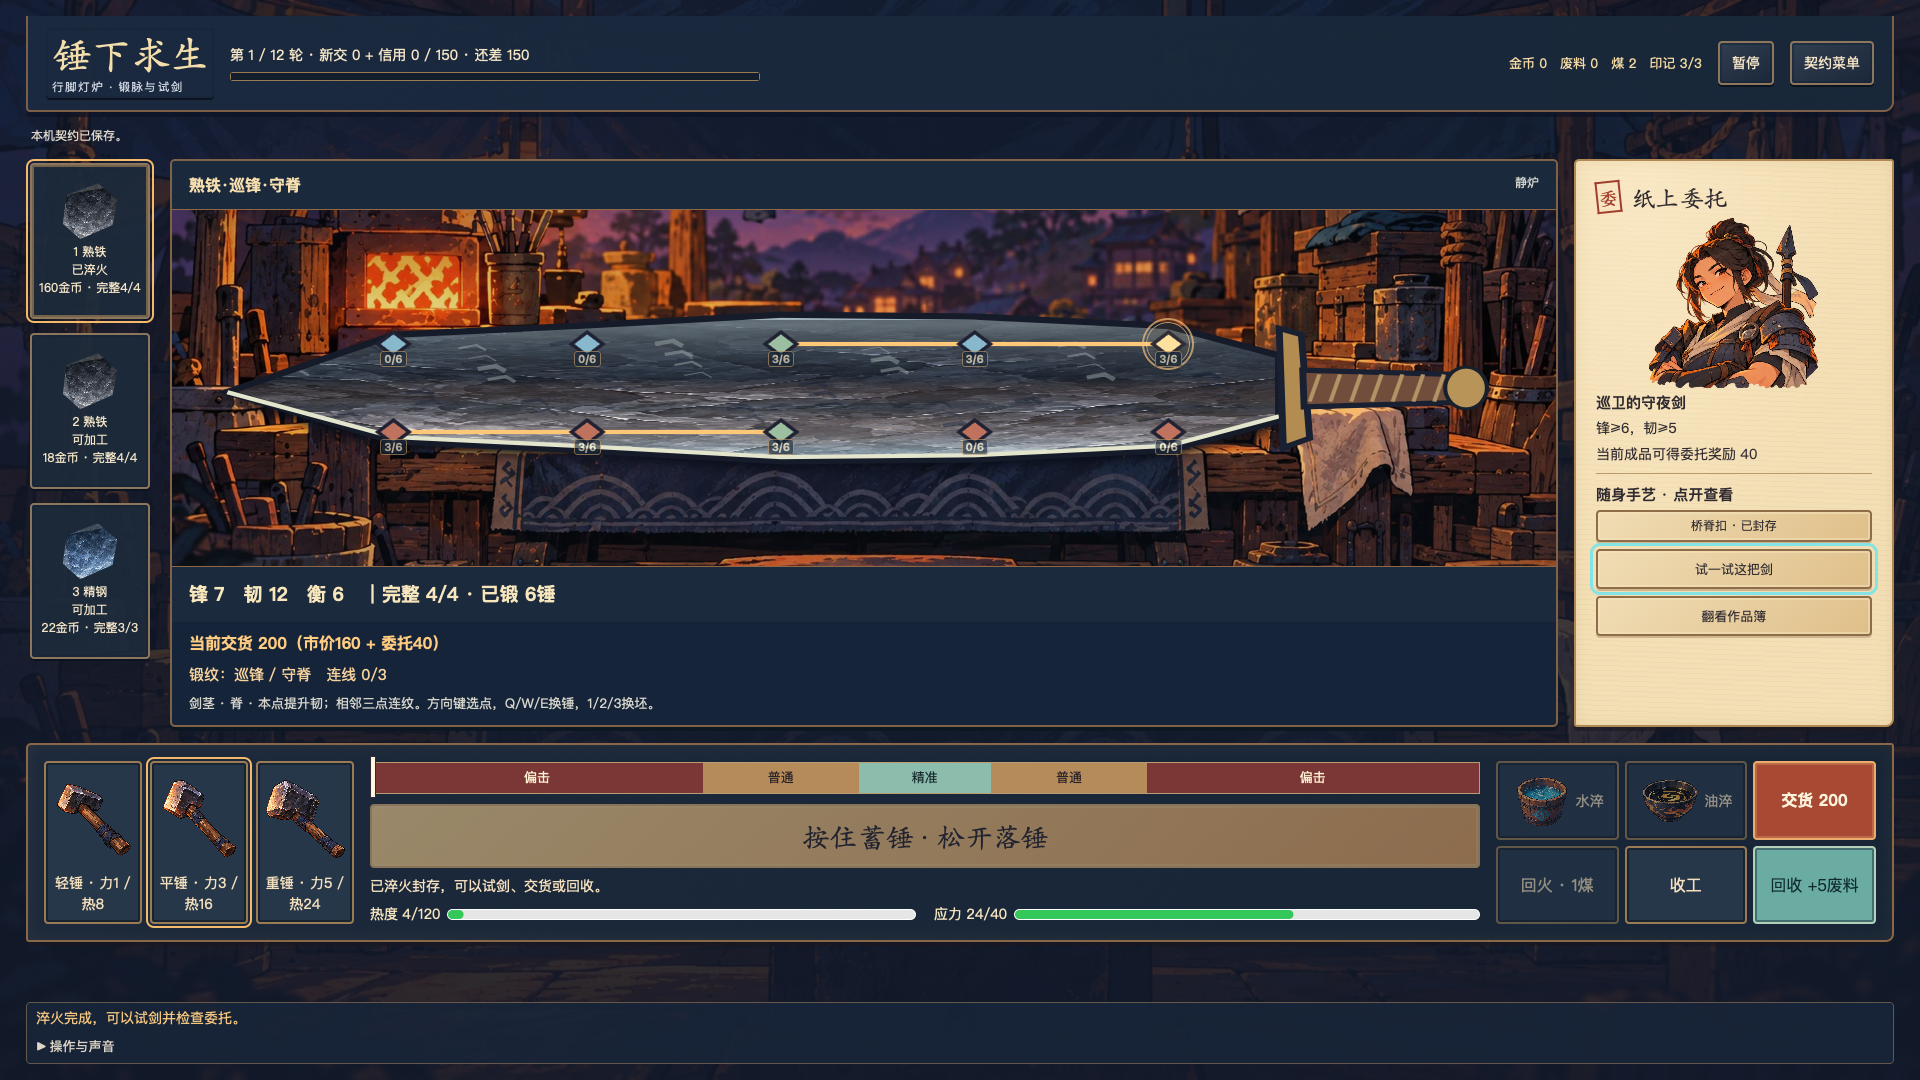 锤下求生
行脚灯炉 · 锻脉与试剑
第 1 / 12 轮 · 新交 0 + 信用 0 / 150 · 还差 150
金币 0 废料 0 煤 2 印记 3/3
暂停
契约菜单
本机契约已保存。
1 熟铁
已淬火
160金币 · 完整4/4
2 熟铁
可加工
18金币 · 完整4/4
3 精钢
可加工
22金币 · 完整3/3
熟铁·巡锋·守脊
静炉
0/6 0/6 3/6 3/6 3/6
3/6 3/6 3/6 0/6 0/6
锋 7 韧 12 衡 6 | 完整 4/4 · 已锻 6锤
当前交货 200（市价160 + 委托40）
锻纹：巡锋 / 守脊 连线 0/3
剑茎 · 脊 · 本点提升韧；相邻三点连纹。方向键选点，Q/W/E换锤，1/2/3换坯。
委 纸上委托
巡卫的守夜剑
锋≥6，韧≥5
当前成品可得委托奖励 40
随身手艺 · 点开查看
桥脊扣 · 已封存
试一试这把剑
翻看作品簿
轻锤 · 力1 /
热8
平锤 · 力3 /
热16
重锤 · 力5 /
热24
偏击 普通 精准 普通 偏击
按住蓄锤 · 松开落锤
已淬火封存，可以试剑、交货或回收。
热度 4/120 应力 24/40
水淬
油淬
交货 200
回火 · 1煤
收工
回收 +5废料
淬火完成，可以试剑并检查委托。
▶ 操作与声音